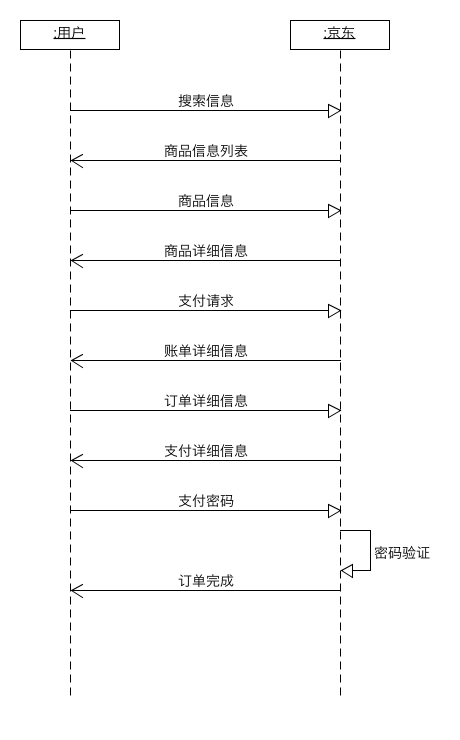 :用户
:京东
搜索信息
商品信息列表
商品信息
商品详细信息
支付请求
账单详细信息
订单详细信息
支付详细信息
支付密码
密码验证
订单完成